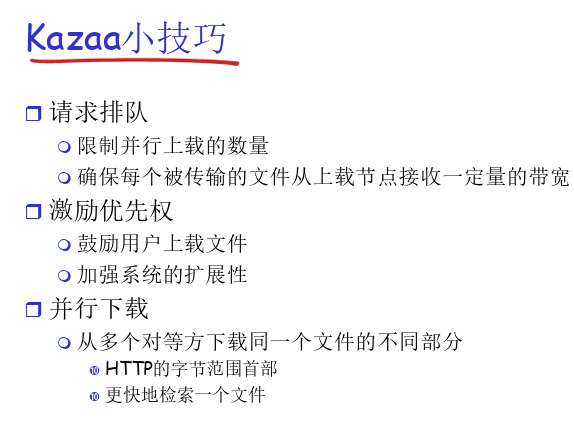 Kazaa小技巧
请求排队
限制并行上载的数量
确保每个被传输的文件从上载节点接收一定量的带宽
激励优先权
鼓励用户上载文件
加强系统的扩展性
并行下载
从多个对等方下载同一个文件的不同部分
HTTP的字节范围首部
更快地检索一个文件